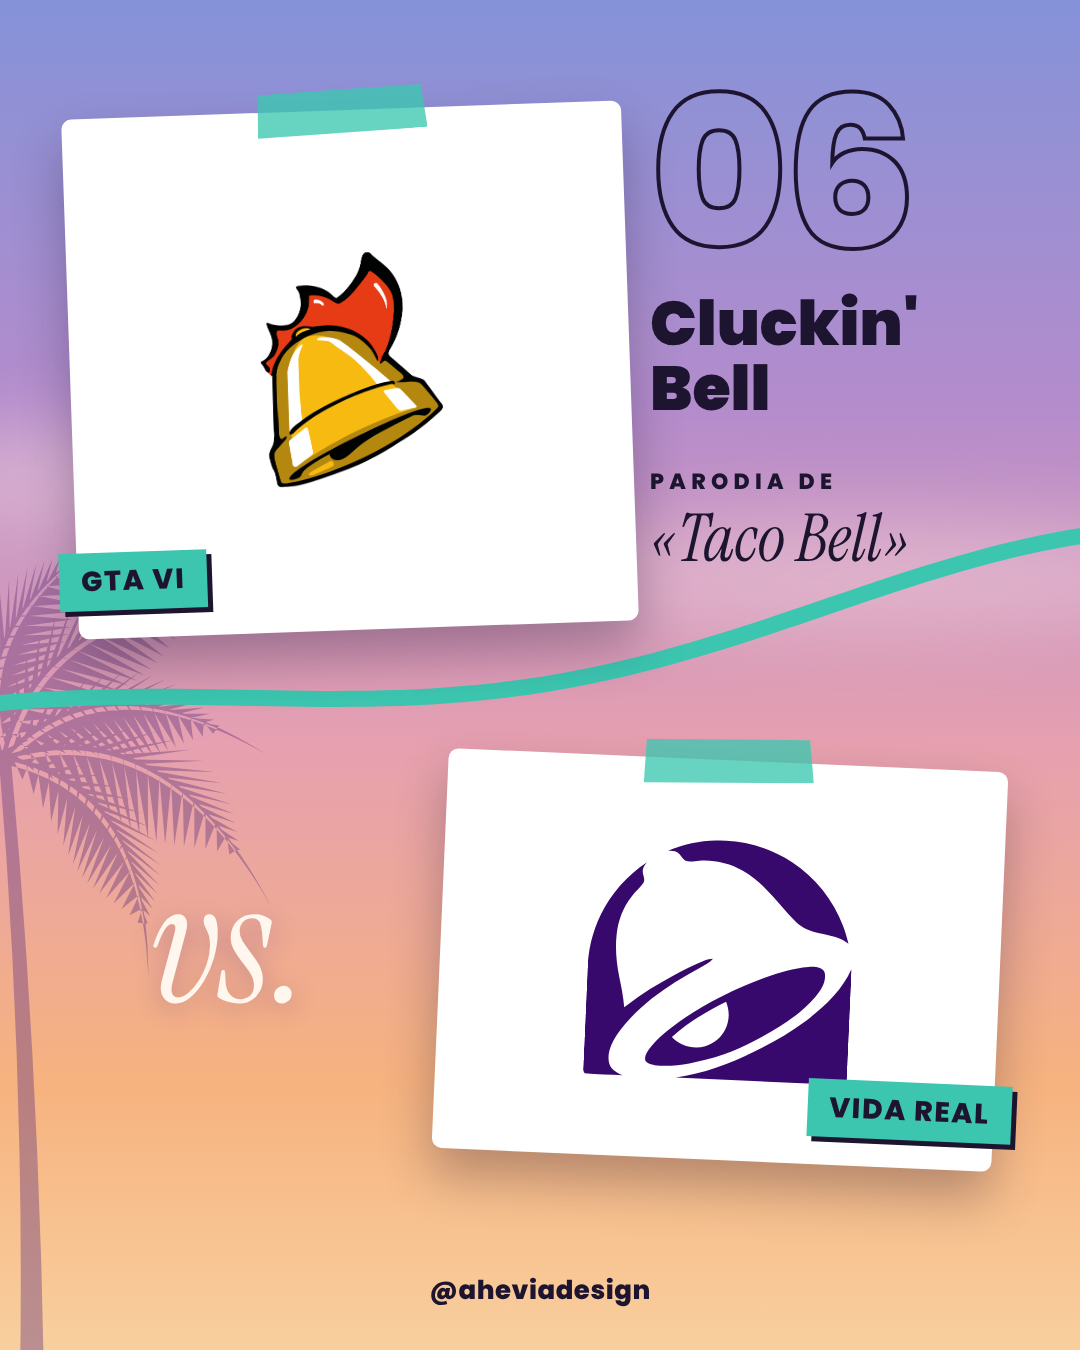 06
Cluckin'
Bell
PARODIA DE
«Taco Bell»
GTA VI
vs.
VIDA REAL
@aheviadesign